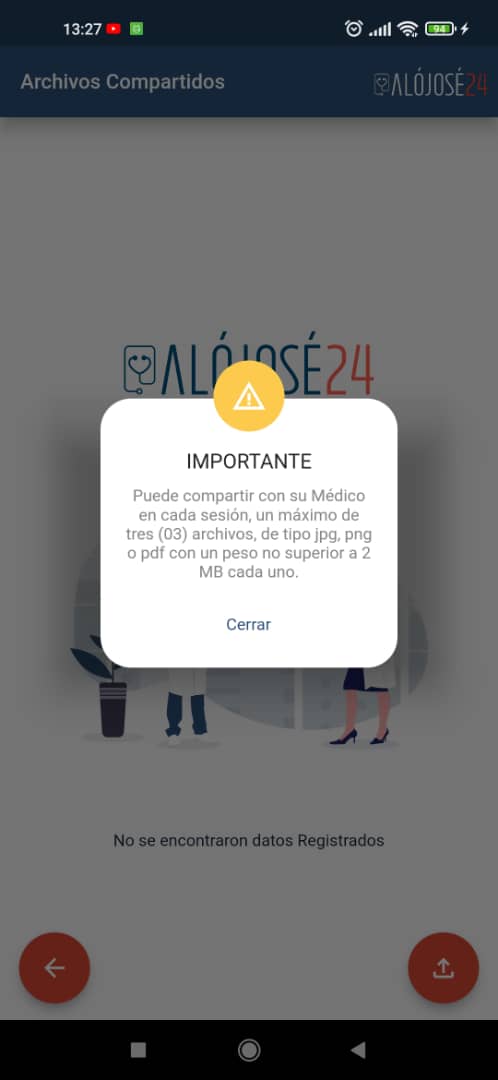 13:27
94
Archivos Compartidos
ALÓJOSÉ24
ALÓJOSÉ24
IMPORTANTE
Puede compartir con su Médico
en cada sesión, un máximo de
tres (03) archivos, de tipo jpg, png
o pdf con un peso no superior a 2
MB cada uno.
Cerrar
No se encontraron datos Registrados